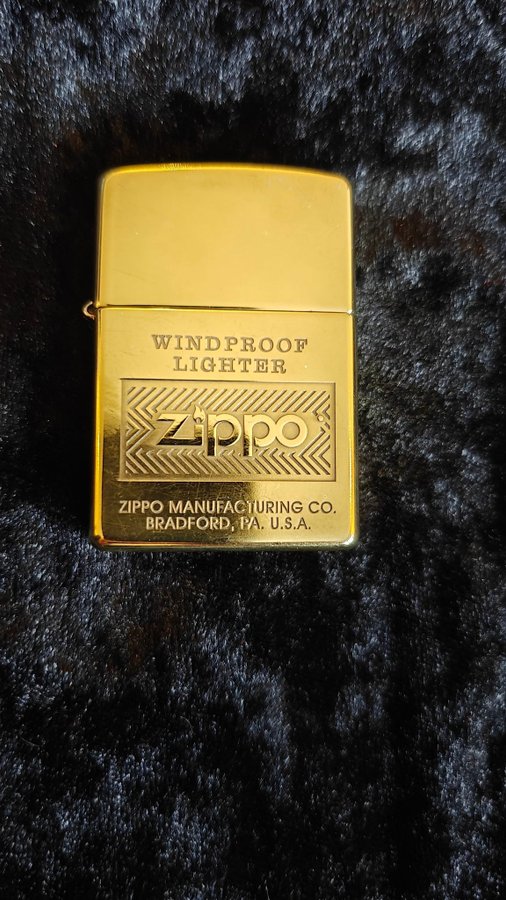 WINDPROOF
LIGHTER
zippo
ZIPPO MANUFACTURING CO.
BRADFORD, PA. U.S.A.